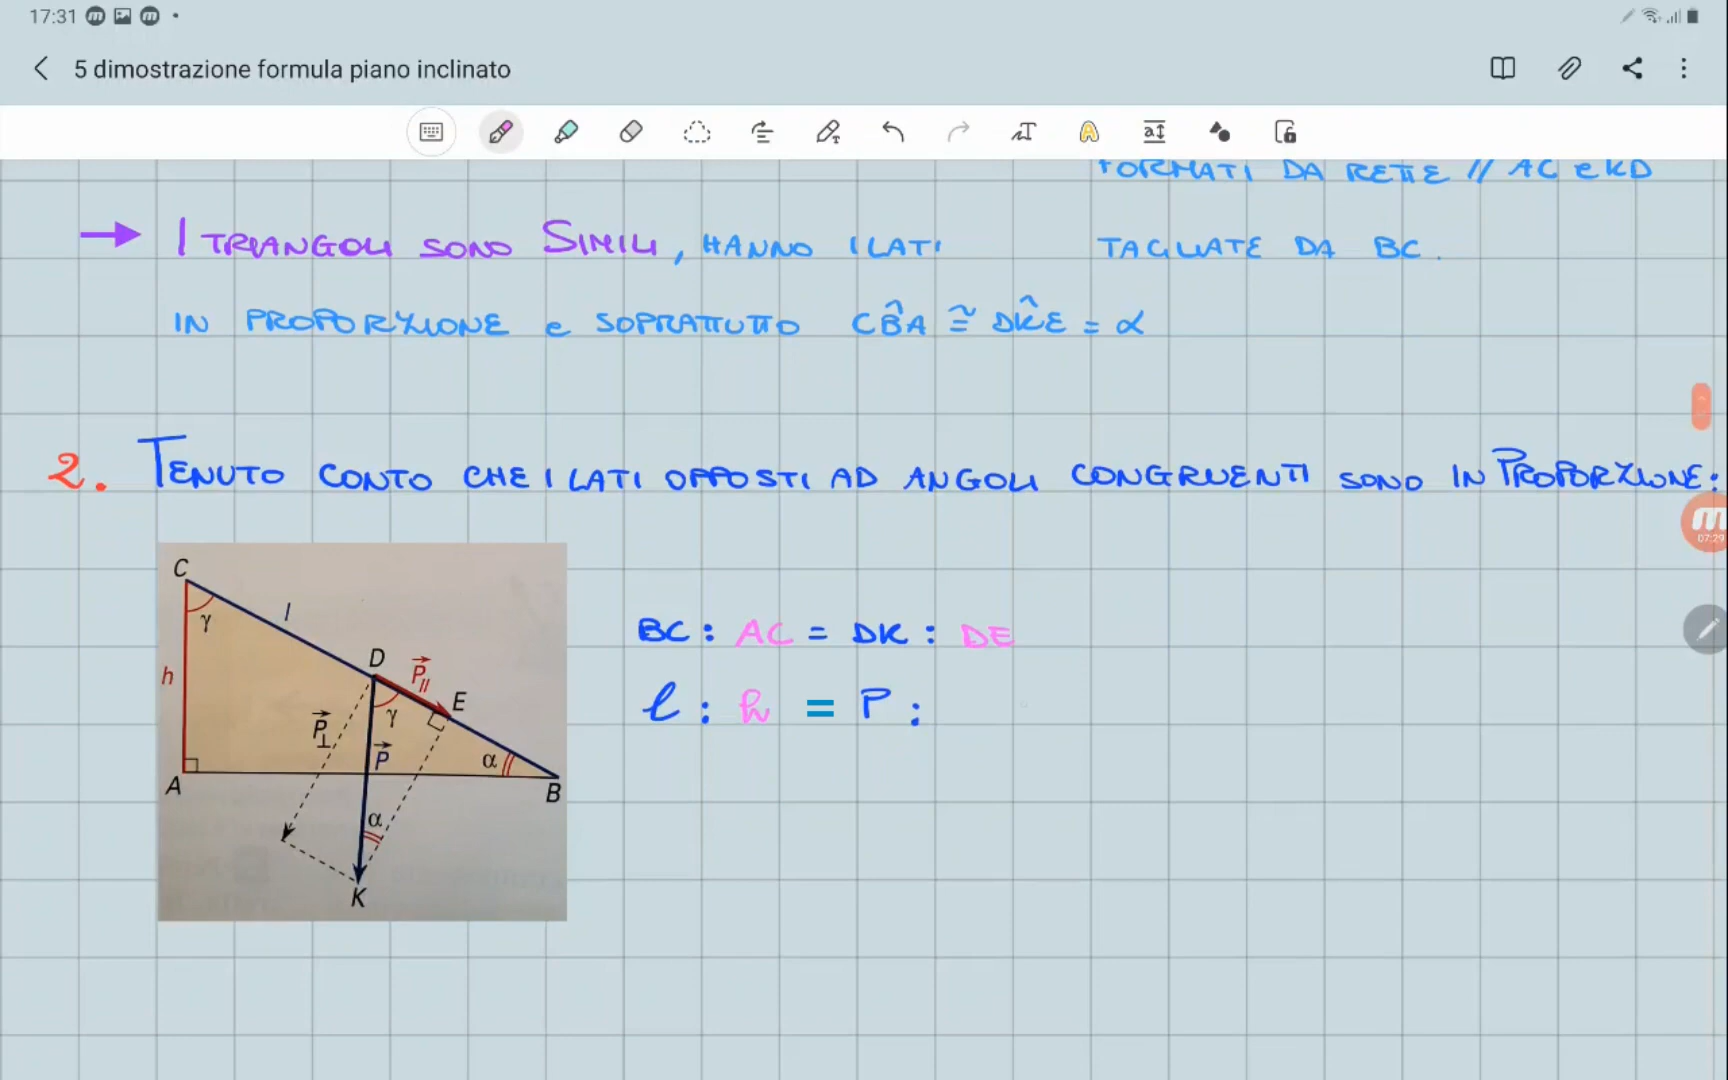 17:31
5 dimostrazione formula piano inclinato
FORMATI DA RETTE // AC e KD
→ I TRIANGOLI SONO SIMILI, HANNO I LATI
TAGLIATE DA BC.
IN PROPORZIONE e SOPRATTUTTO CB̂A ≅ DK̂E = α
2. TENUTO CONTO CHE I LATI OPPOSTI AD ANGOLI CONGRUENTI SONO IN PROPORZIONE:
07:29
C
γ
l
h
D
P⃗//
E
γ
P⃗⊥
P⃗
α
A
B
α
K
BC : AC = DK : DE
l : h = P :